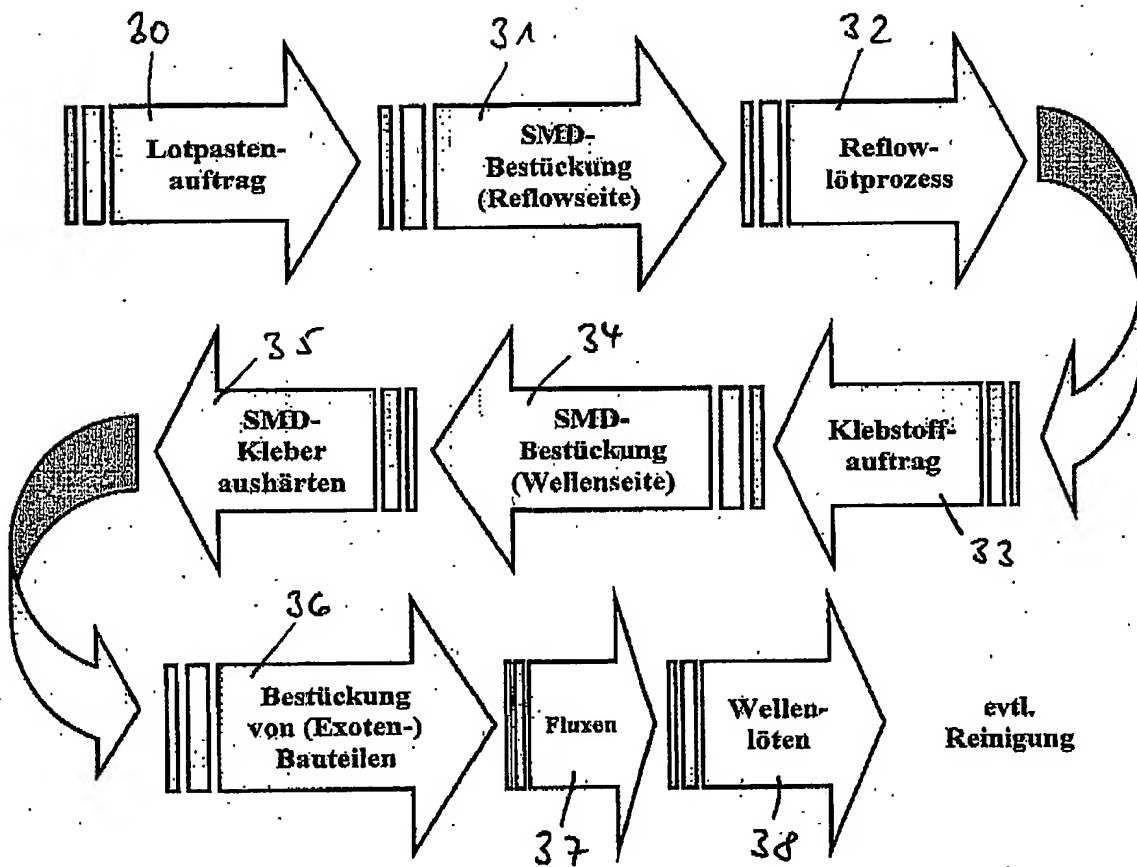 30
31
32
Lotpasten-
auftrag
SMD-
Bestückung
(Reflowseite)
Reflow-
lötprozess
35
34
SMD-
Kleber
aushärten
SMD-
Bestückung
(Wellenseite)
Klebstoff-
auftrag
33
36
Bestückung
von (Exoten-)
Bauteilen
Fluxen
Wellen-
löten
evtl.
Reinigung
37
38